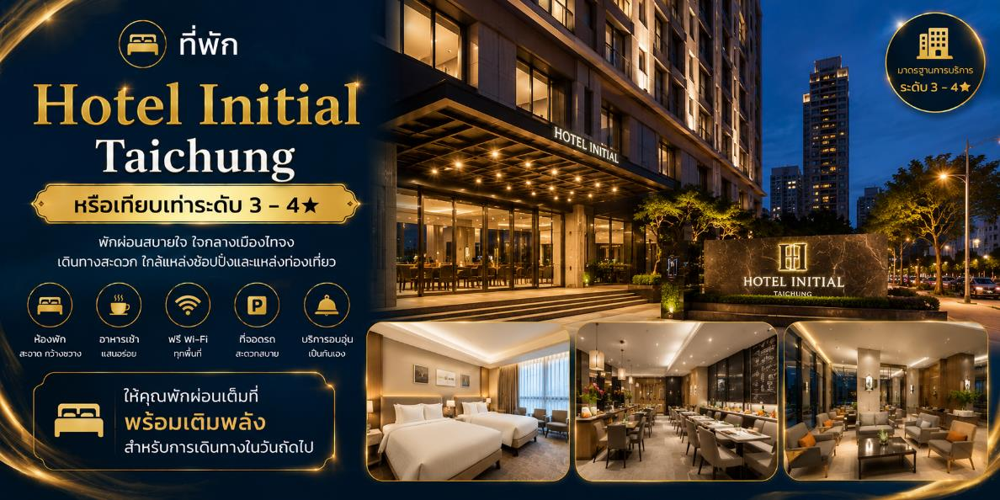 ที่พัก
Hotel Initial
Taichung
หรือเทียบเท่าระดับ 3 - 4★
พักผ่อนสบายใจ ใจกลางเมืองไทจง
เดินทางสะดวก ใกล้แหล่งช้อปปิ้งและแหล่งท่องเที่ยว
ห้องพัก
สะอาด กว้างขวาง
อาหารเช้า
แสนอร่อย
ฟรี Wi-Fi
ทุกพื้นที่
P
ที่จอดรถ
สะดวกสบาย
บริการอบอุ่น
เป็นกันเอง
ให้คุณพักผ่อนเต็มที่
พร้อมเติมพลัง
สำหรับการเดินทางในวันถัดไป
HOTEL INITIAL
มาตรฐานการบริการ
ระดับ 3 - 4★
HOTEL INITIAL
TAICHUNG